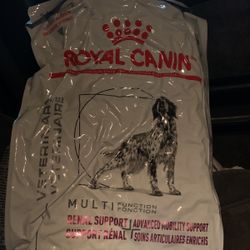 ROYAL CANIN
VETERINARY
VÉTÉRINAIRE
MULTI FUNCTION
FONCTION
RENAL SUPPORT
SUPPORT RÉNAL
ADVANCED MOBILITY SUPPORT
SOINS ARTICULAIRES ENRICHIS